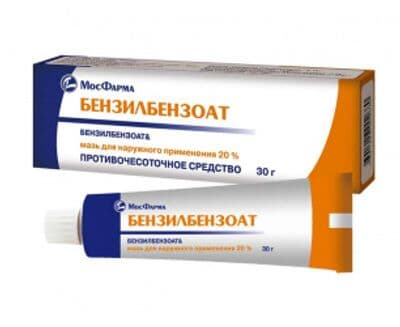 МосФарма
БЕНЗИЛБЕНЗОАТ
БЕНЗИЛБЕНЗОАТ&
мазь для наружного применения 20 %
ПРОТИВОЧЕСОТОЧНОЕ СРЕДСТВО 30 г
МосФарма
БЕНЗИЛБЕНЗОАТ
БЕНЗИЛБЕНЗОАТ&
мазь для наружного применения 20 %
30 г